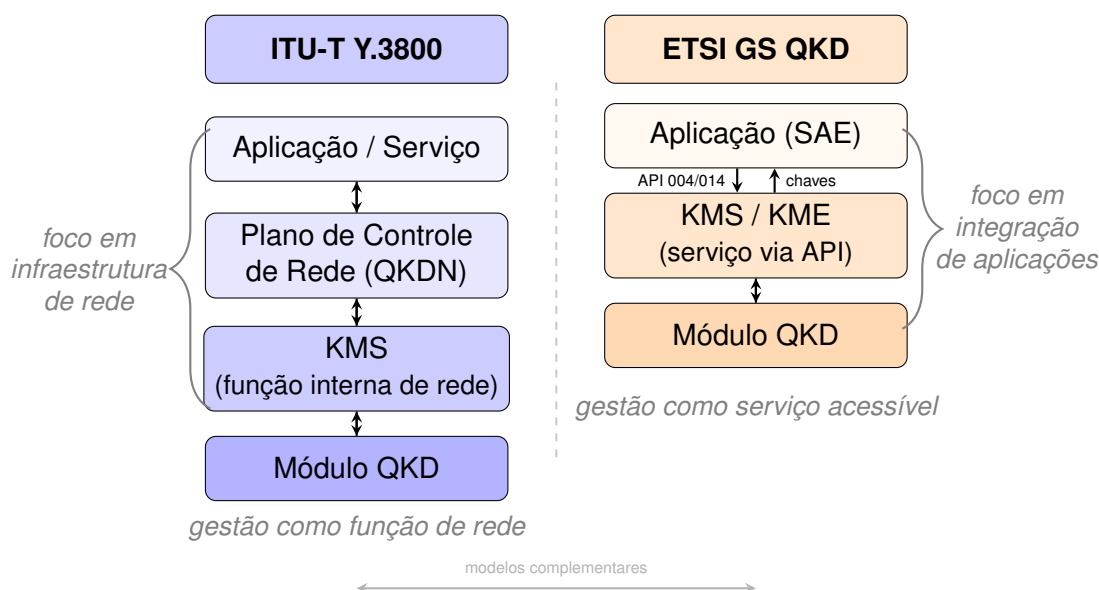 ITU-T Y.3800
Aplicação / Serviço
Plano de Controle
de Rede (QKDN)
KMS
(função interna de rede)
Módulo QKD
foco em
infraestrutura
de rede
gestão como função de rede
ETSI GS QKD
Aplicação (SAE)
API 004/014
chaves
KMS / KME
(serviço via API)
Módulo QKD
foco em
integração
de aplicações
gestão como serviço acessível
modelos complementares